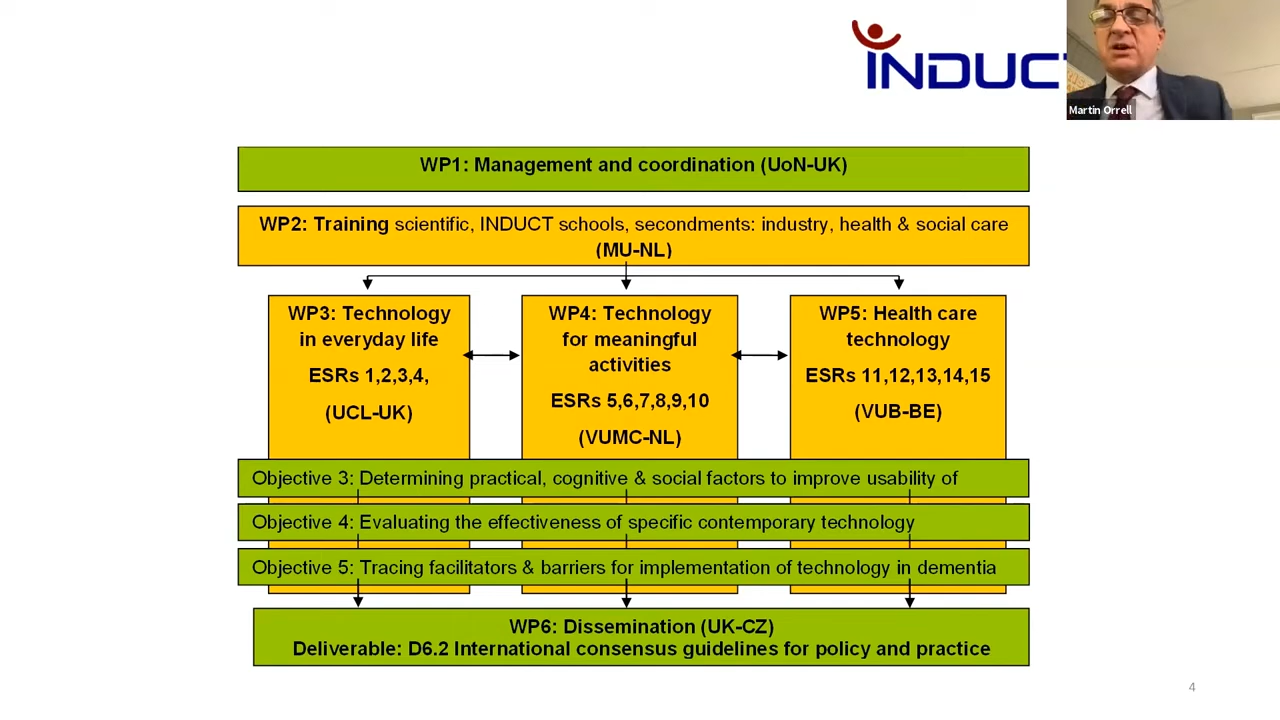 INDUCT
Martin Orrell
WP1: Management and coordination (UoN-UK)
WP2: Training scientific, INDUCT schools, secondments: industry, health & social care
(MU-NL)
WP3: Technology
in everyday life
ESRs 1,2,3,4,
(UCL-UK)
WP4: Technology
for meaningful
activities
ESRs 5,6,7,8,9,10
(VUMC-NL)
WP5: Health care
technology
ESRs 11,12,13,14,15
(VUB-BE)
Objective 3: Determining practical, cognitive & social factors to improve usability of
Objective 4: Evaluating the effectiveness of specific contemporary technology
Objective 5: Tracing facilitators & barriers for implementation of technology in dementia
WP6: Dissemination (UK-CZ)
Deliverable: D6.2 International consensus guidelines for policy and practice
4